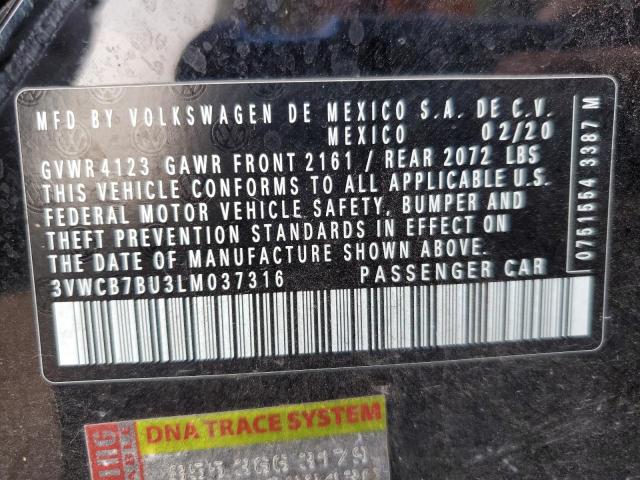 MFD BY VOLKSWAGEN DE MEXICO S.A. DE C.V.
MEXICO 02/20
GVWR 4123 GAWR FRONT 2161 / REAR 2072 LBS
THIS VEHICLE CONFORMS TO ALL APPLICABLE U.S.
FEDERAL MOTOR VEHICLE SAFETY, BUMPER AND
THEFT PREVENTION STANDARDS IN EFFECT ON
THE DATE OF MANUFACTURE SHOWN ABOVE.
3VWCB7BU3LM037316 PASSENGER CAR
0751554 3387 M
DNA TRACE SYSTEM